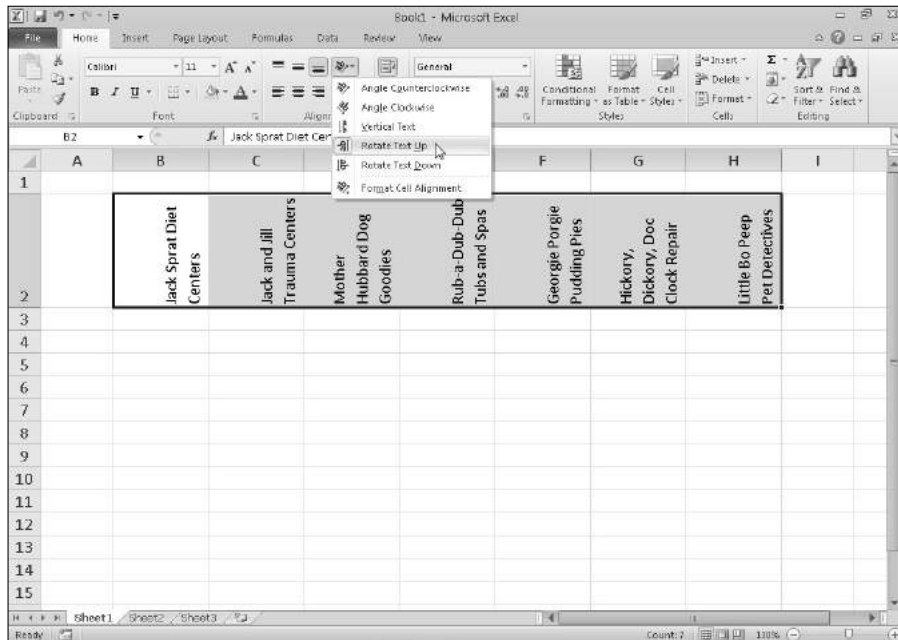 Book1 - Microsoft Excel
File Home Insert Page Layout Formulas Data Review View
Calibri 11 A A General
Insert
Delete
Format
Paste
B I U A
Conditional Formatting
Format as Table
Cell Styles
Sort & Filter
Find & Select
Clipboard Font Styles Cells Editing
Angle Counterclockwise
Angle Clockwise
Vertical Text
Rotate Text Up
Rotate Text Down
Format Cell Alignment
B2 fx Jack Sprat Diet Cen
A B C F G H I
1
2
Jack Sprat Diet
Centers
Jack and Jill
Trauma Centers
Mother
Hubbard Dog
Goodies
Rub-a-Dub-Dub
Tubs and Spas
Georgie Porgie
Pudding Pies
Hickory,
Dickory, Doc
Clock Repair
Little Bo Peep
Pet Detectives
3
4
5
6
7
8
9
10
11
12
13
14
15
Sheet1 Sheet2 Sheet3
Ready Count: 7 110%